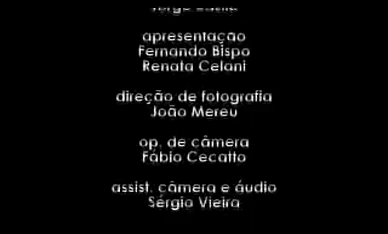 apresentação
Fernando Bispo
Renata Celani
direção de fotografia
João Mereu
op. de câmera
Fábio Cecatto
assist. câmera e áudio
Sérgio Vieira